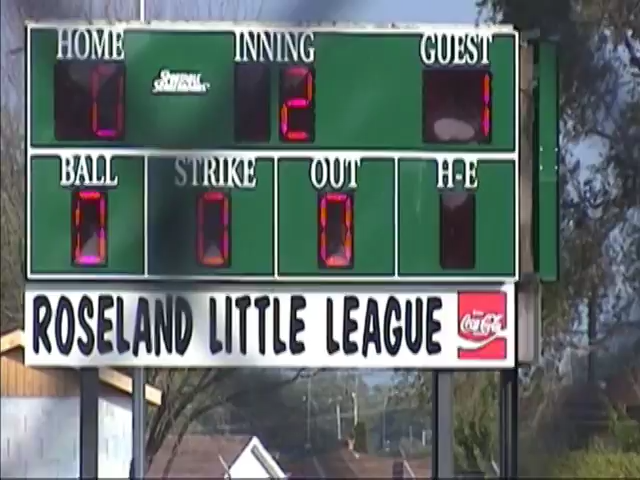 HOME INNING GUEST
0 2 1
BALL STRIKE OUT H-E
0 0 0
ROSELAND LITTLE LEAGUE Coca-Cola